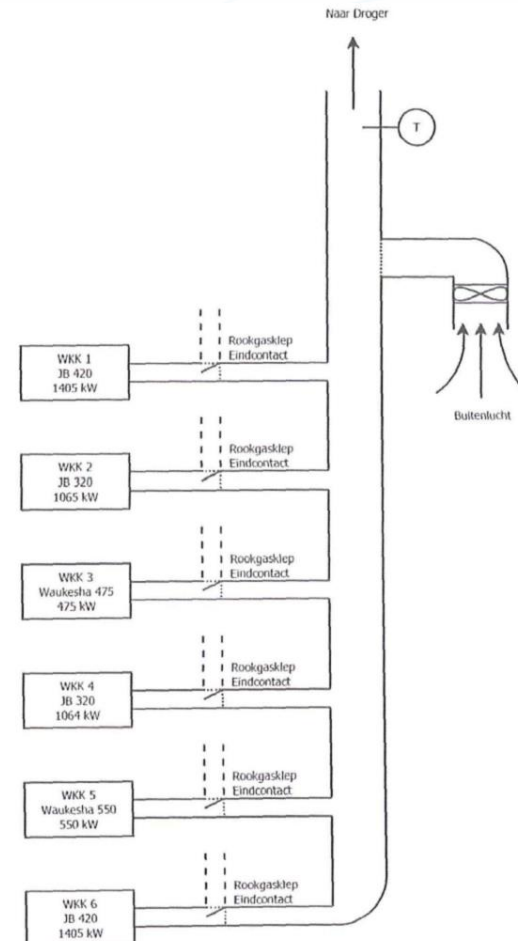 Naar Droger
T
Buitenlucht
Rookgasklep
Eindcontact
WKK 1
JB 420
1405 kW
Rookgasklep
Eindcontact
WKK 2
JB 320
1065 kW
Rookgasklep
Eindcontact
WKK 3
Waukesha 475
475 kW
Rookgasklep
Eindcontact
WKK 4
JB 320
1064 kW
Rookgasklep
Eindcontact
WKK 5
Waukesha 550
550 kW
Rookgasklep
Eindcontact
WKK 6
JB 420
1405 kW